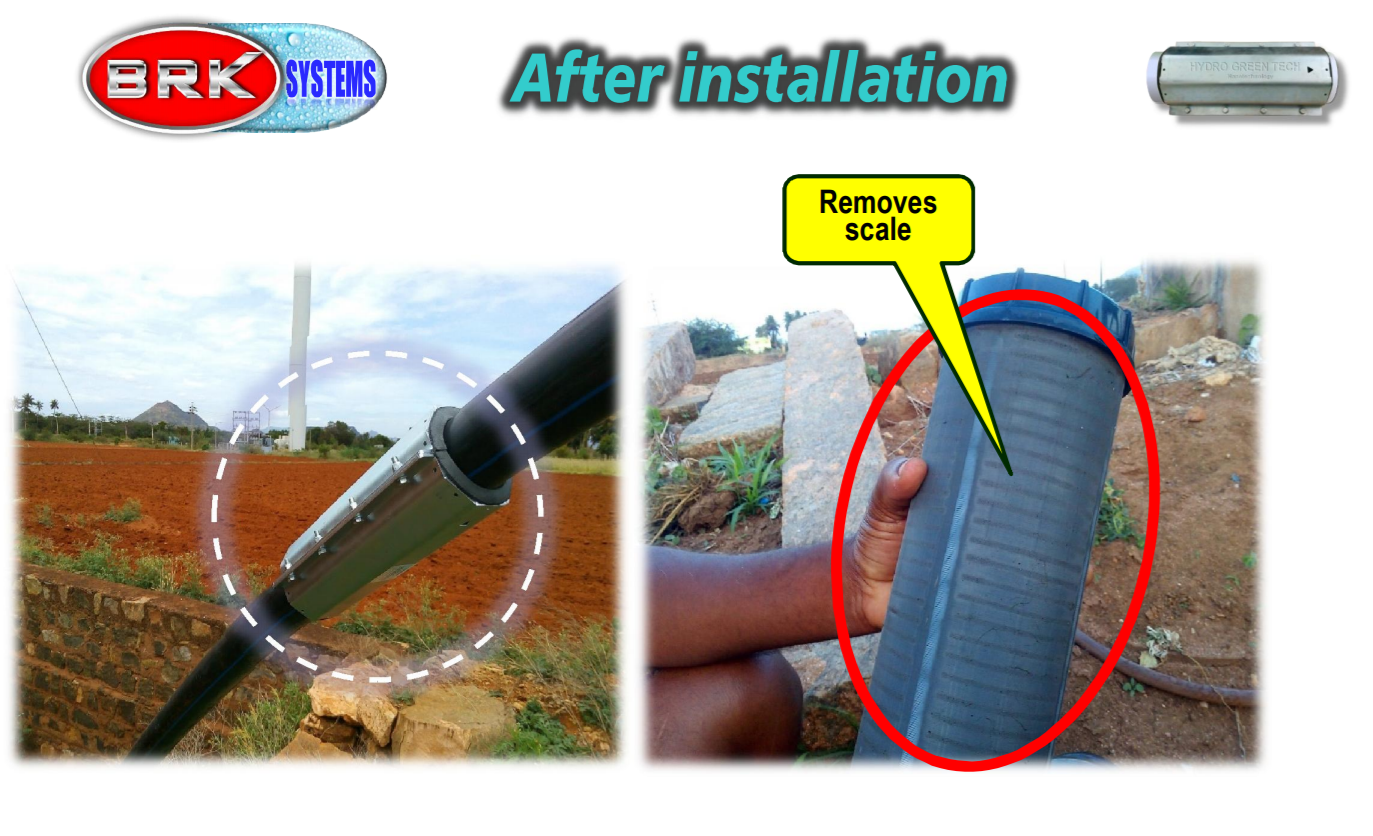 BRK
SYSTEMS
After installation
HYDRO GREEN TECH
Removes
scale